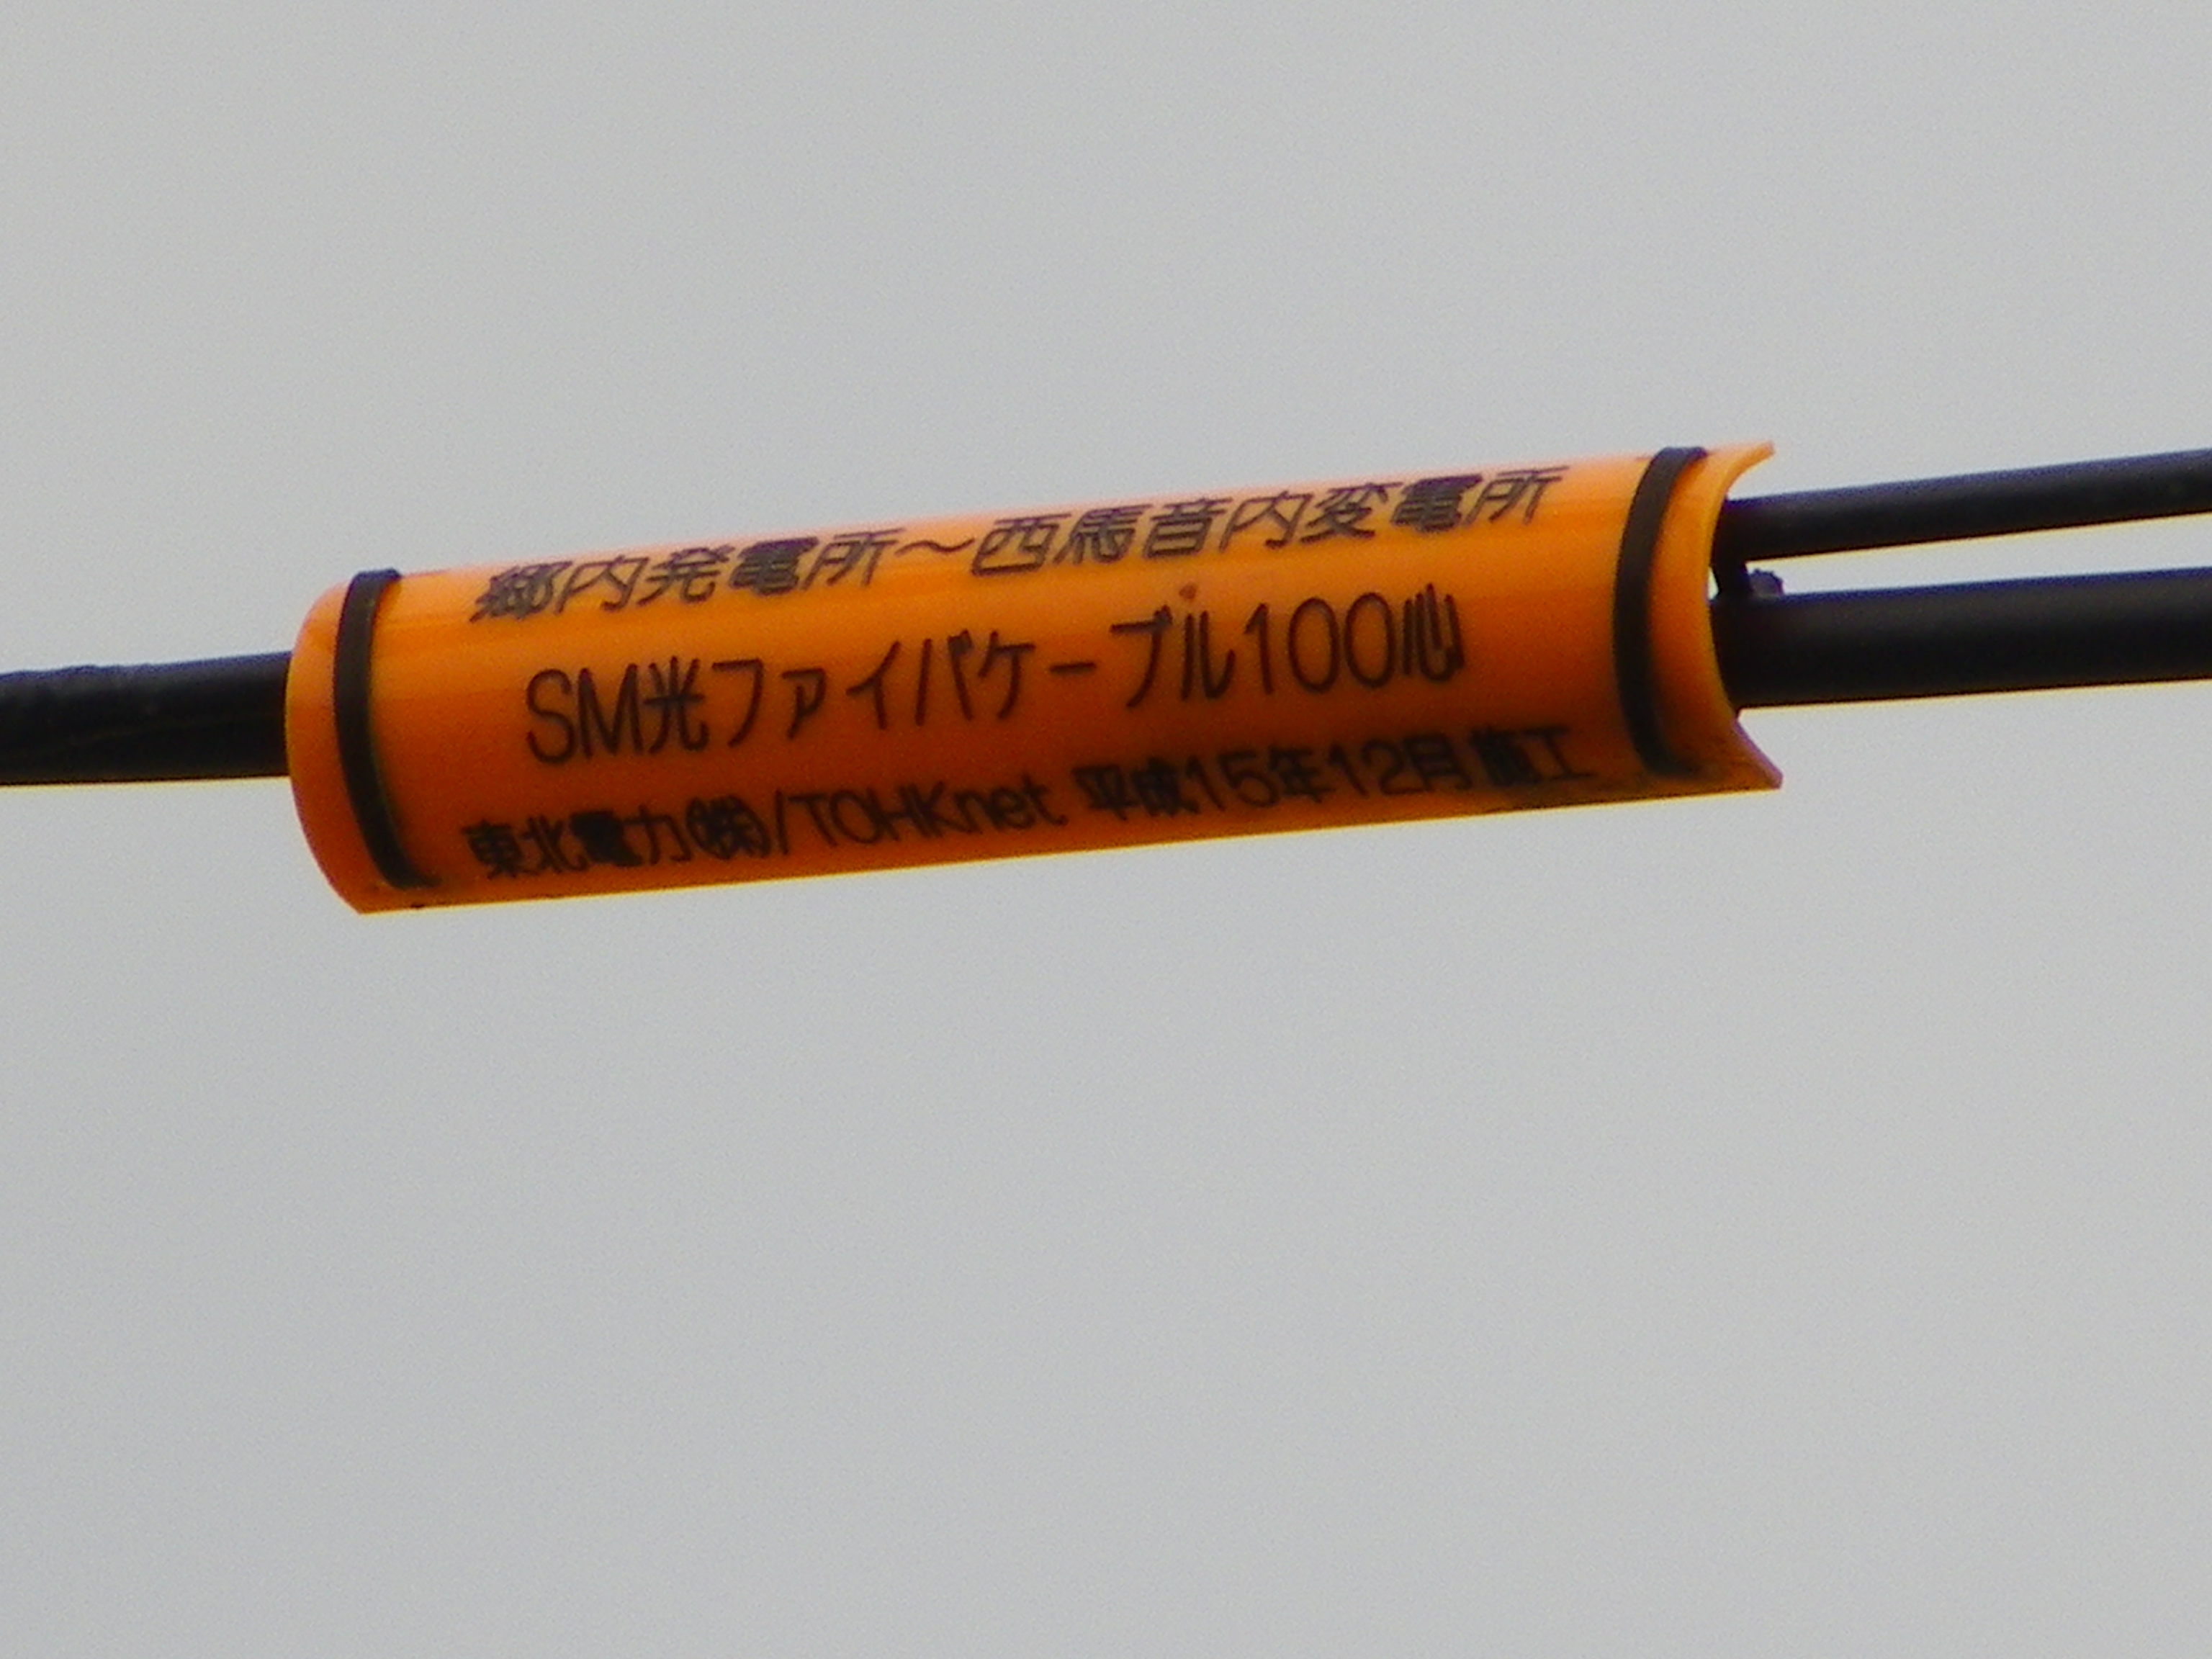 郷内発電所～西馬音内変電所
SM光ファイバケーブル100心
東北電力㈱/TOHKnet 平成15年12月施工